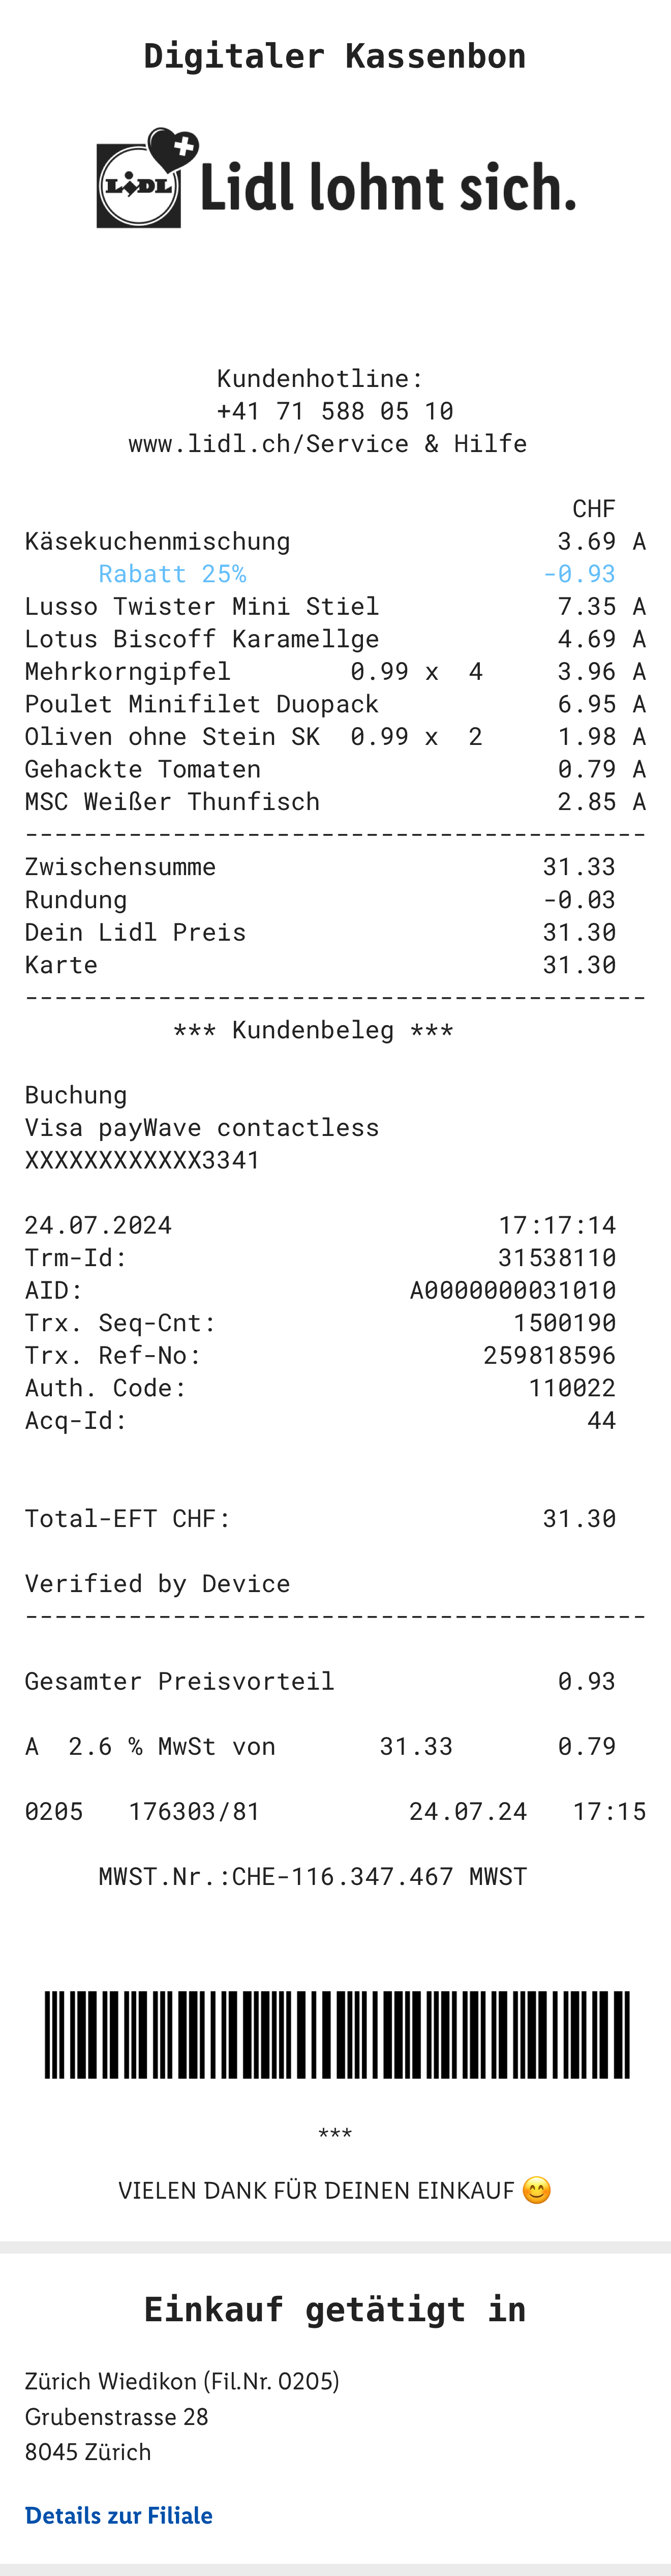 Digitaler Kassenbon
LIDL
Lidl lohnt sich.
Kundenhotline:
+41 71 588 05 10
www.lidl.ch/Service & Hilfe
CHF
Käsekuchenmischung 3.69 A
Rabatt 25% -0.93
Lusso Twister Mini Stiel 7.35 A
Lotus Biscoff Karamellge 4.69 A
Mehrkorngipfel 0.99 x 4 3.96 A
Poulet Minifilet Duopack 6.95 A
Oliven ohne Stein SK 0.99 x 2 1.98 A
Gehackte Tomaten 0.79 A
MSC Weißer Thunfisch 2.85 A
------------------------------------------
Zwischensumme 31.33
Rundung -0.03
Dein Lidl Preis 31.30
Karte 31.30
------------------------------------------
*** Kundenbeleg ***
Buchung
Visa payWave contactless
XXXXXXXXXXXX3341
24.07.2024 17:17:14
Trm-Id: 31538110
AID: A0000000031010
Trx. Seq-Cnt: 1500190
Trx. Ref-No: 259818596
Auth. Code: 110022
Acq-Id: 44
Total-EFT CHF: 31.30
Verified by Device
------------------------------------------
Gesamter Preisvorteil 0.93
A 2.6 % MwSt von 31.33 0.79
0205 176303/81 24.07.24 17:15
MWST.Nr.:CHE-116.347.467 MWST
***
VIELEN DANK FÜR DEINEN EINKAUF 😊
Einkauf getätigt in
Zürich Wiedikon (Fil.Nr. 0205)
Grubenstrasse 28
8045 Zürich
Details zur Filiale